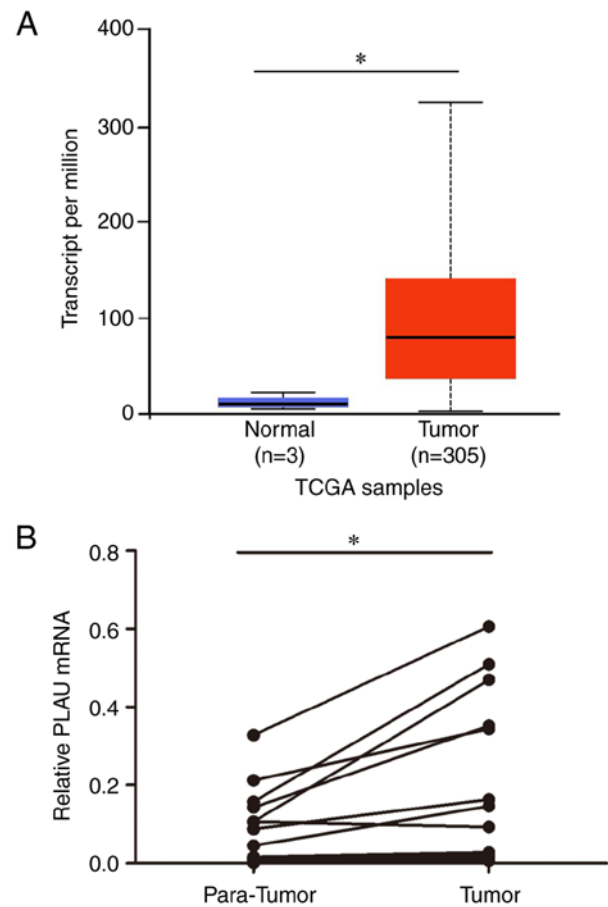 A
400
*
300
Transcript per million
200
100
0
Normal
(n=3)
Tumor
(n=305)
TCGA samples
B
0.8
*
0.6
Relative PLAU mRNA
0.4
0.2
0.0
Para-Tumor
Tumor